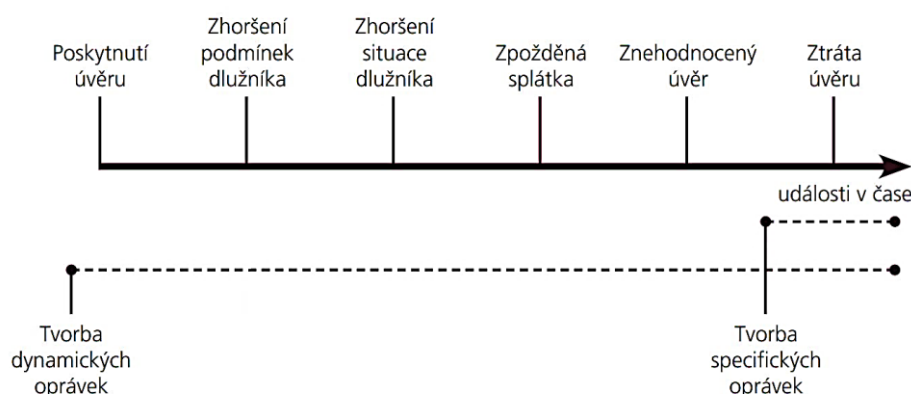 Poskytnutí
úvěru
Zhoršení
podmínek
dlužníka
Zhoršení
situace
dlužníka
Zpožděná
splátka
Znehodnocený
úvěr
Ztráta
úvěru
události v čase
Tvorba
dynamických
oprávek
Tvorba
specifických
oprávek